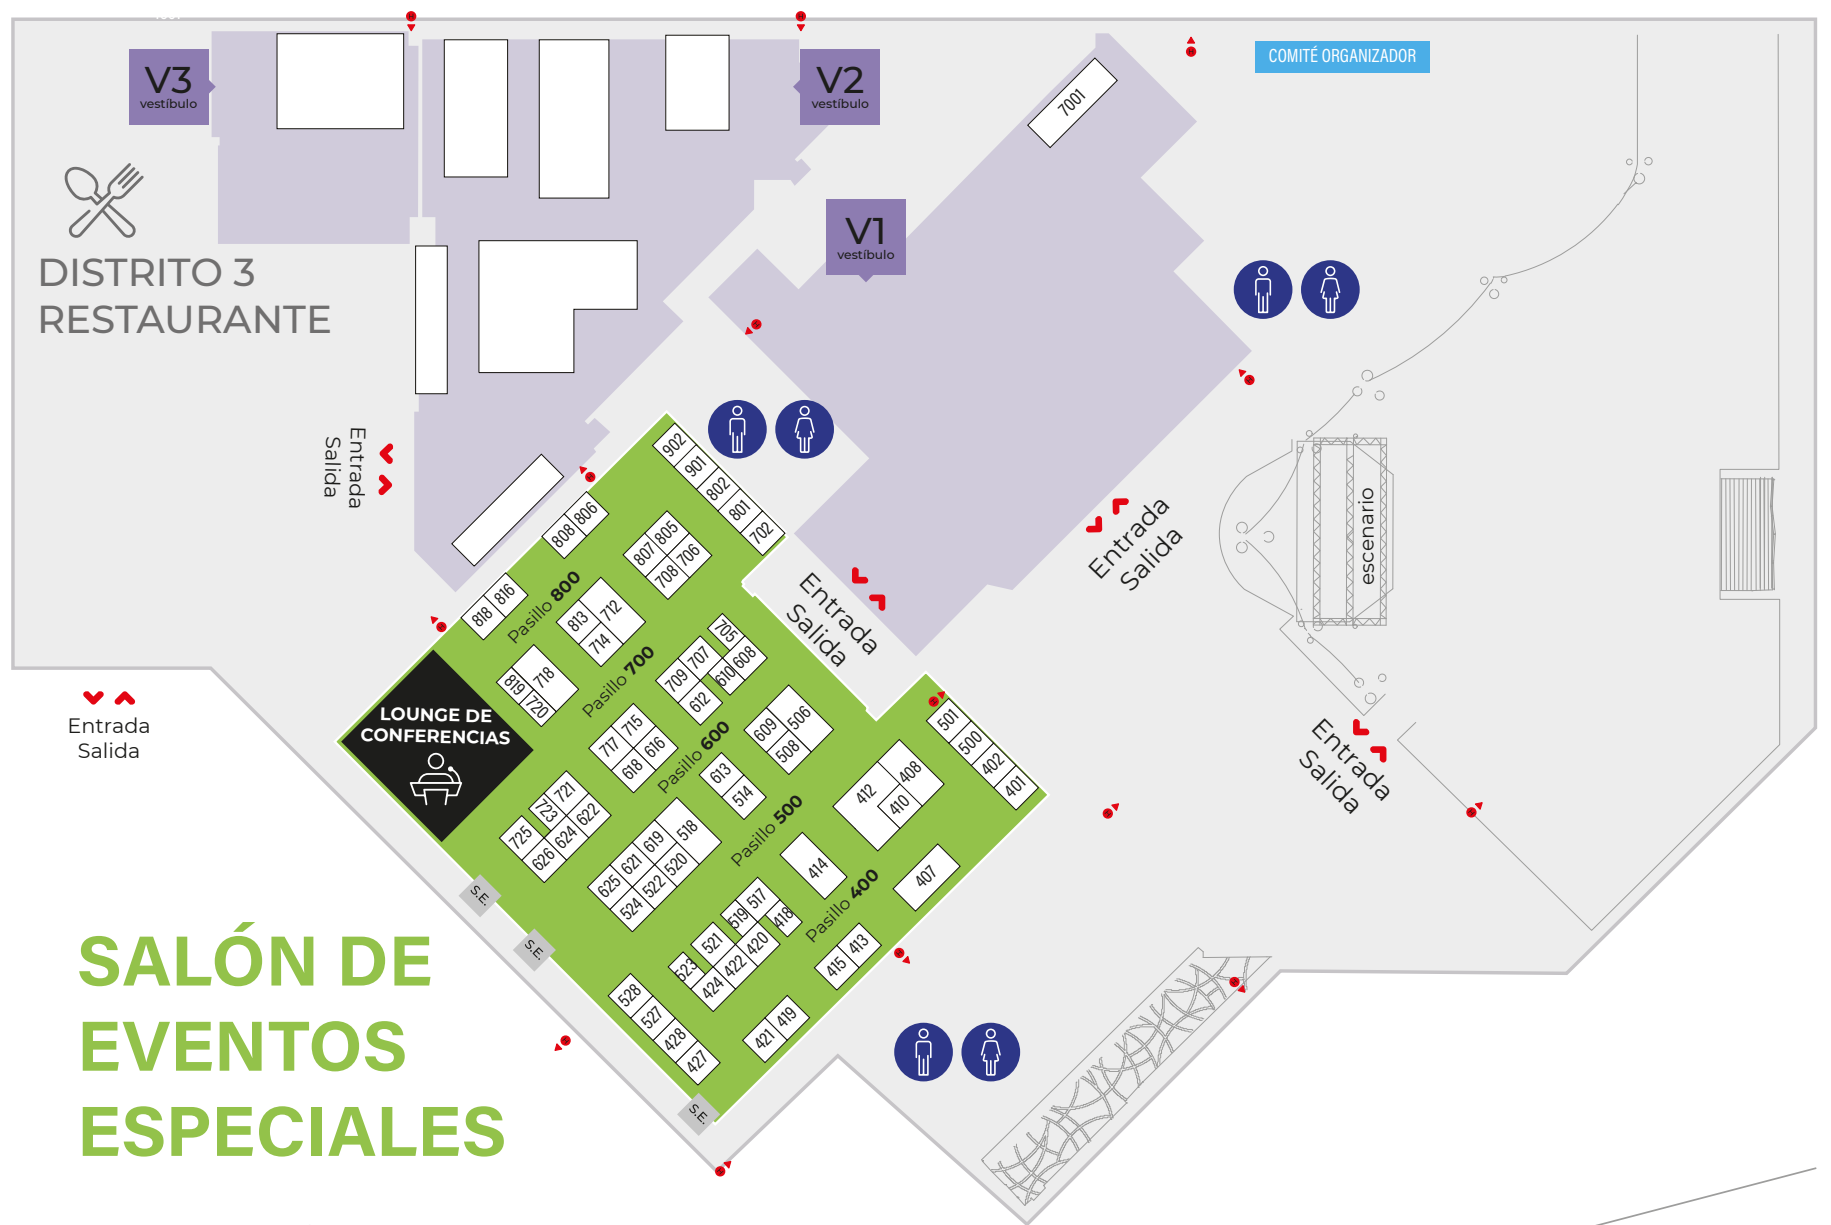 COMITÉ ORGANIZADOR
V3
vestíbulo
V2
vestíbulo
V1
vestíbulo
7001
DISTRITO 3
RESTAURANTE
Entrada
Salida
Entrada
Salida
Entrada
Salida
Entrada
Salida
Entrada
Salida
escenario
902
901
802
801
702
808
806
807
805
708
706
818
816
Pasillo 800
813
712
714
819
718
720
Pasillo 700
705
707
709
608
610
612
LOUNGE DE
CONFERENCIAS
717
715
618
616
Pasillo 600
609
506
508
501
500
402
401
613
514
412
408
410
725
723
721
626
624
622
625
621
619
518
524
522
520
Pasillo 500
414
407
Pasillo 400
523
521
519
517
418
424
422
420
415
413
528
527
428
427
421
419
S.E.
S.E.
S.E.
SALÓN DE
EVENTOS
ESPECIALES